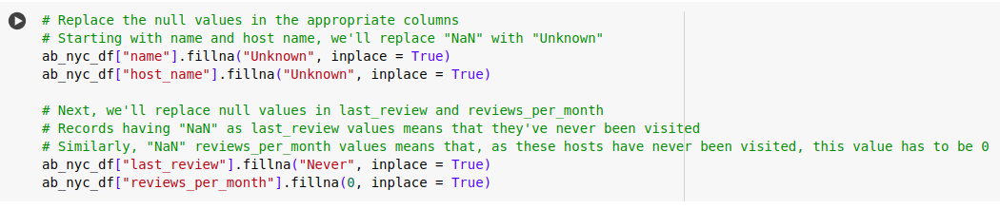 # Replace the null values in the appropriate columns
# Starting with name and host name, we'll replace "NaN" with "Unknown"
ab_nyc_df["name"].fillna("Unknown", inplace = True)
ab_nyc_df["host_name"].fillna("Unknown", inplace = True)
# Next, we'll replace null values in last_review and reviews_per_month
# Records having "NaN" as last_review values means that they've never been visited
# Similarly, "NaN" reviews_per_month values means that, as these hosts have never been visited, this value has to be 0
ab_nyc_df["last_review"].fillna("Never", inplace = True)
ab_nyc_df["reviews_per_month"].fillna(0, inplace = True)